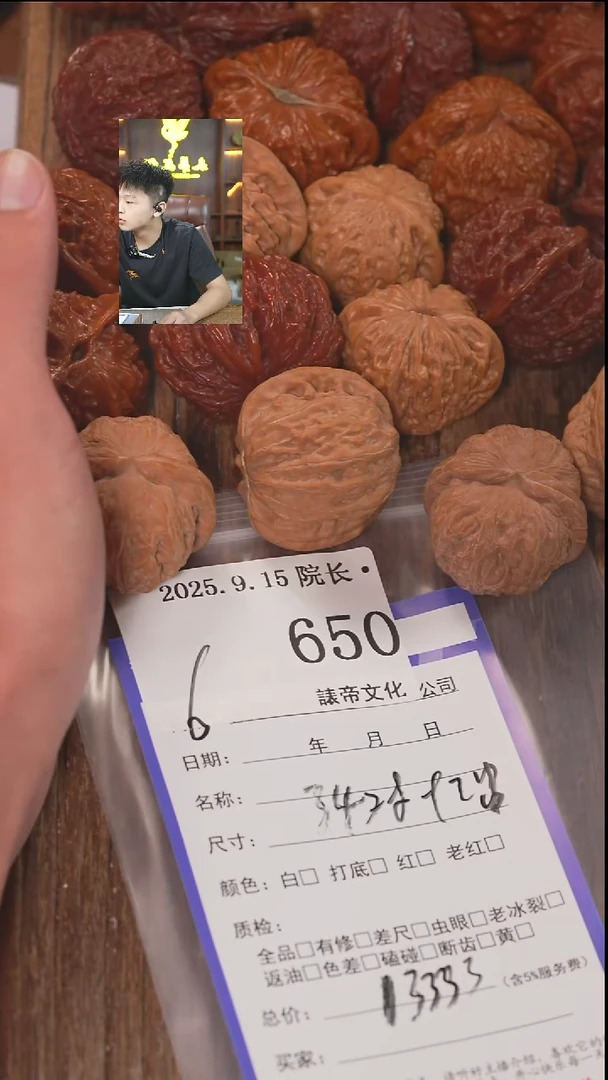 2025.9.15 院长·
650
6
誺帝文化 公司
日期： 年 月 日
名称：
尺寸：
颜色：白□ 打底□ 红□ 老红□
质检：
全品□有修□差尺□虫眼□老冰裂□
返油□色差□磕碰□断齿□黄□
总价： 13333 （含5%服务费）
买家：